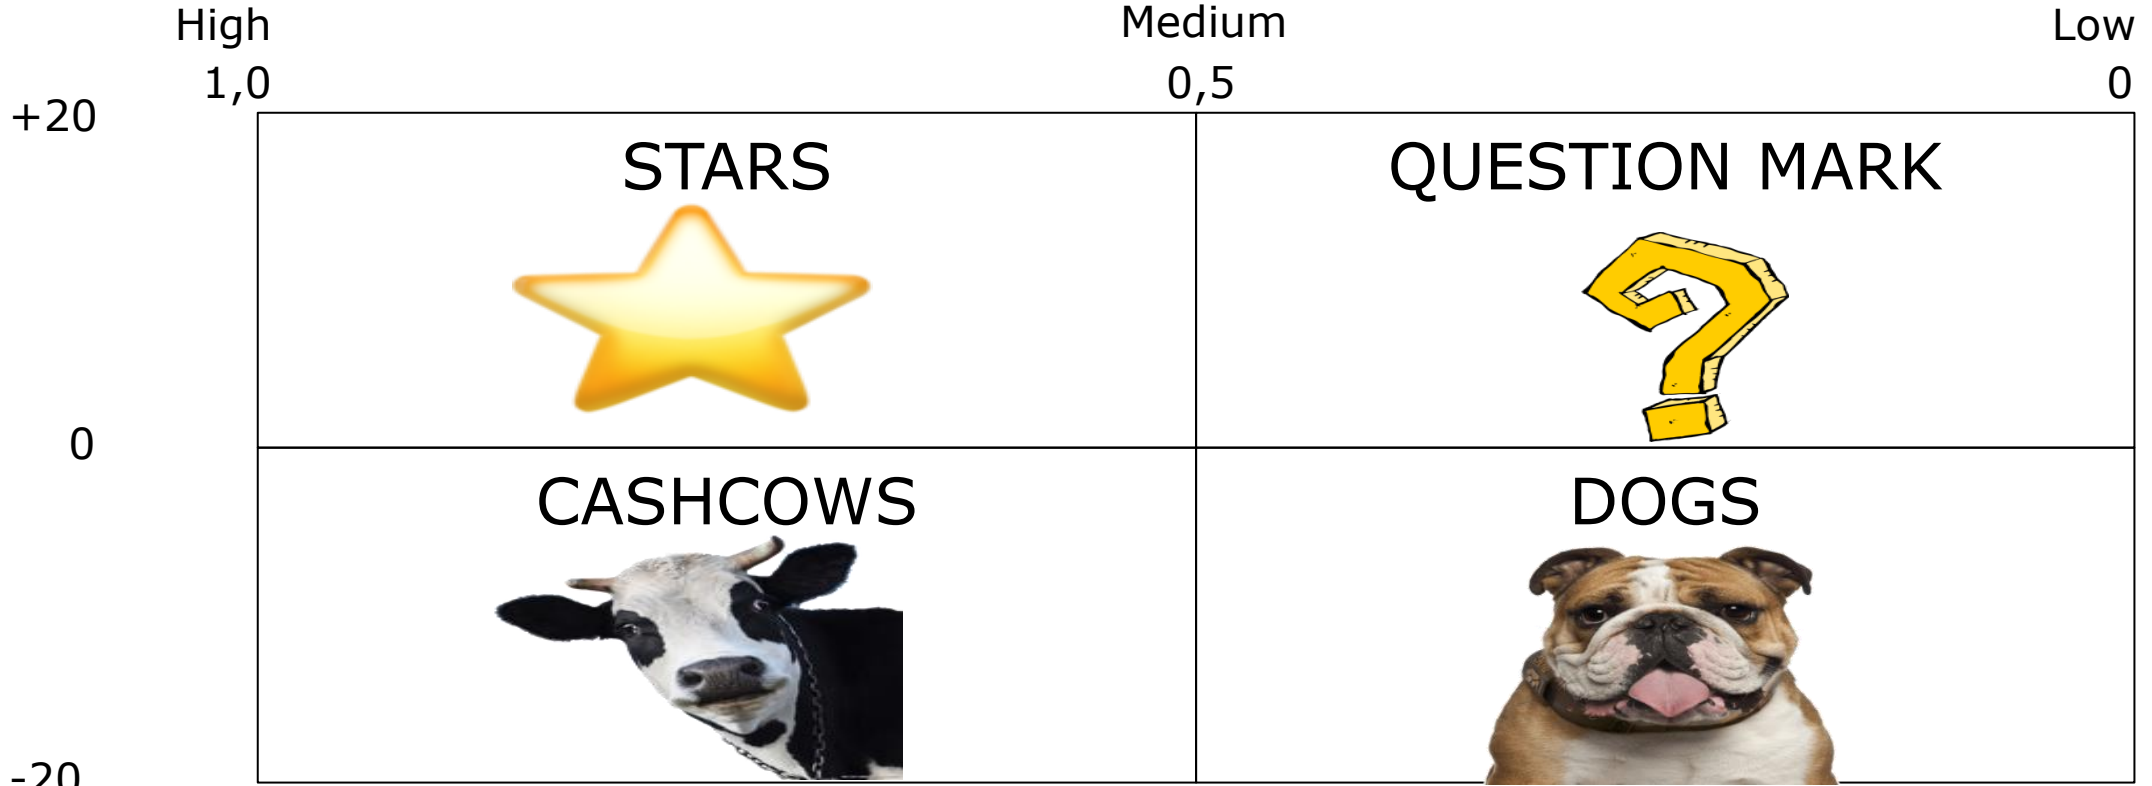 High Medium Low
1,0 0,5 0
+20
STARS QUESTION MARK
0
CASHCOWS DOGS
-20